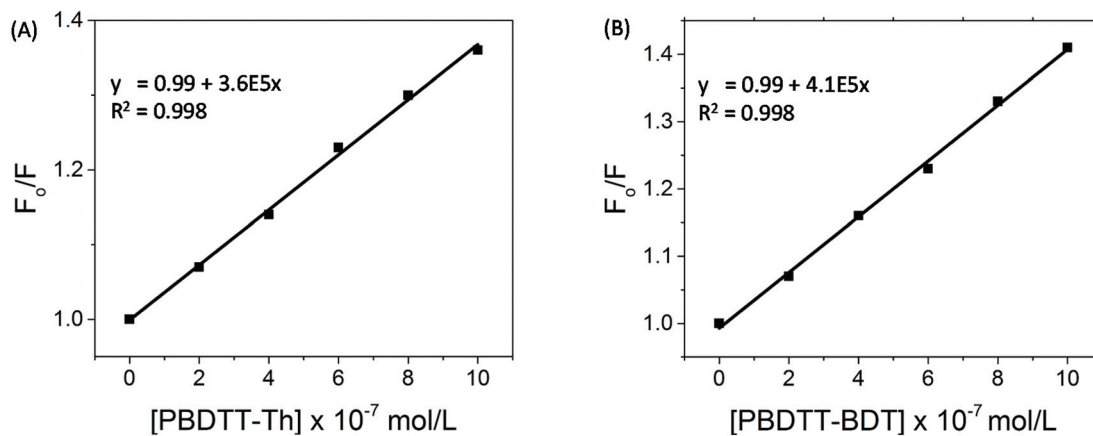 (A)
1.4
1.2
1.0
F₀/F
y = 0.99 + 3.6E5x
R² = 0.998
0 2 4 6 8 10
[PBDTT-Th] x 10⁻⁷ mol/L
(B)
1.4
1.3
1.2
1.1
1.0
F₀/F
y = 0.99 + 4.1E5x
R² = 0.998
0 2 4 6 8 10
[PBDTT-BDT] x 10⁻⁷ mol/L